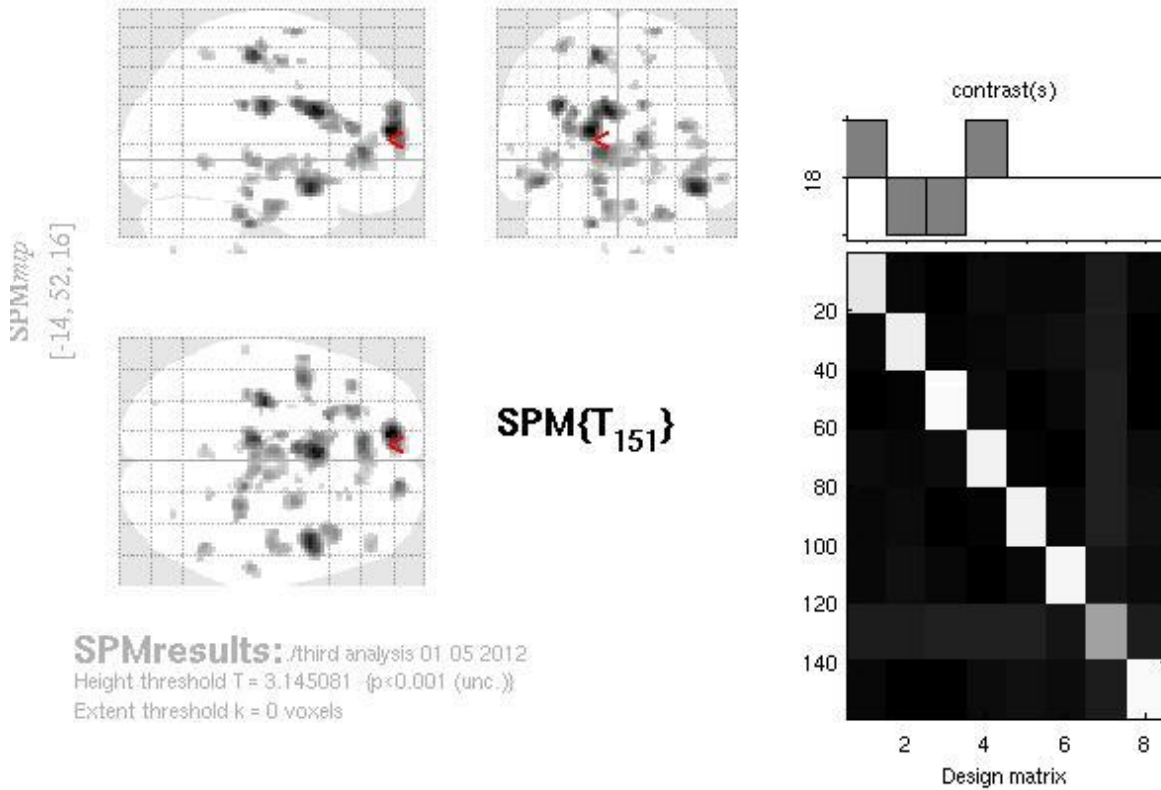 SPMmip
[-14, 52, 16]
SPM{T151}
SPMresults: ./third analysis 01 05 2012
Height threshold T = 3.145081 {p<0.001 (unc.)}
Extent threshold k = 0 voxels
contrast(s)
18
20
40
60
80
100
120
140
2 4 6 8
Design matrix